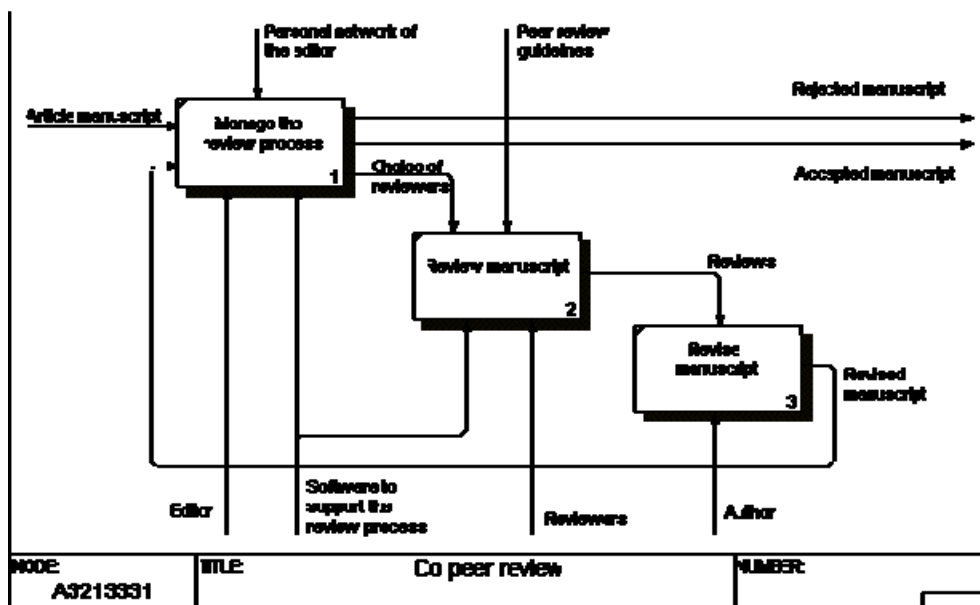 Personal network of
the editor
Peer review
guidelines
Article manuscript
Rejected manuscript
Manage the
review process
1
Choice of
reviewers
Accepted manuscript
Review manuscript
2
Reviews
Revise
manuscript
3
Revised
manuscript
Editor
Software to
support the
review process
Reviewers
Author
NODE:
A3213331
TITLE:
Co peer review
NUMBER: